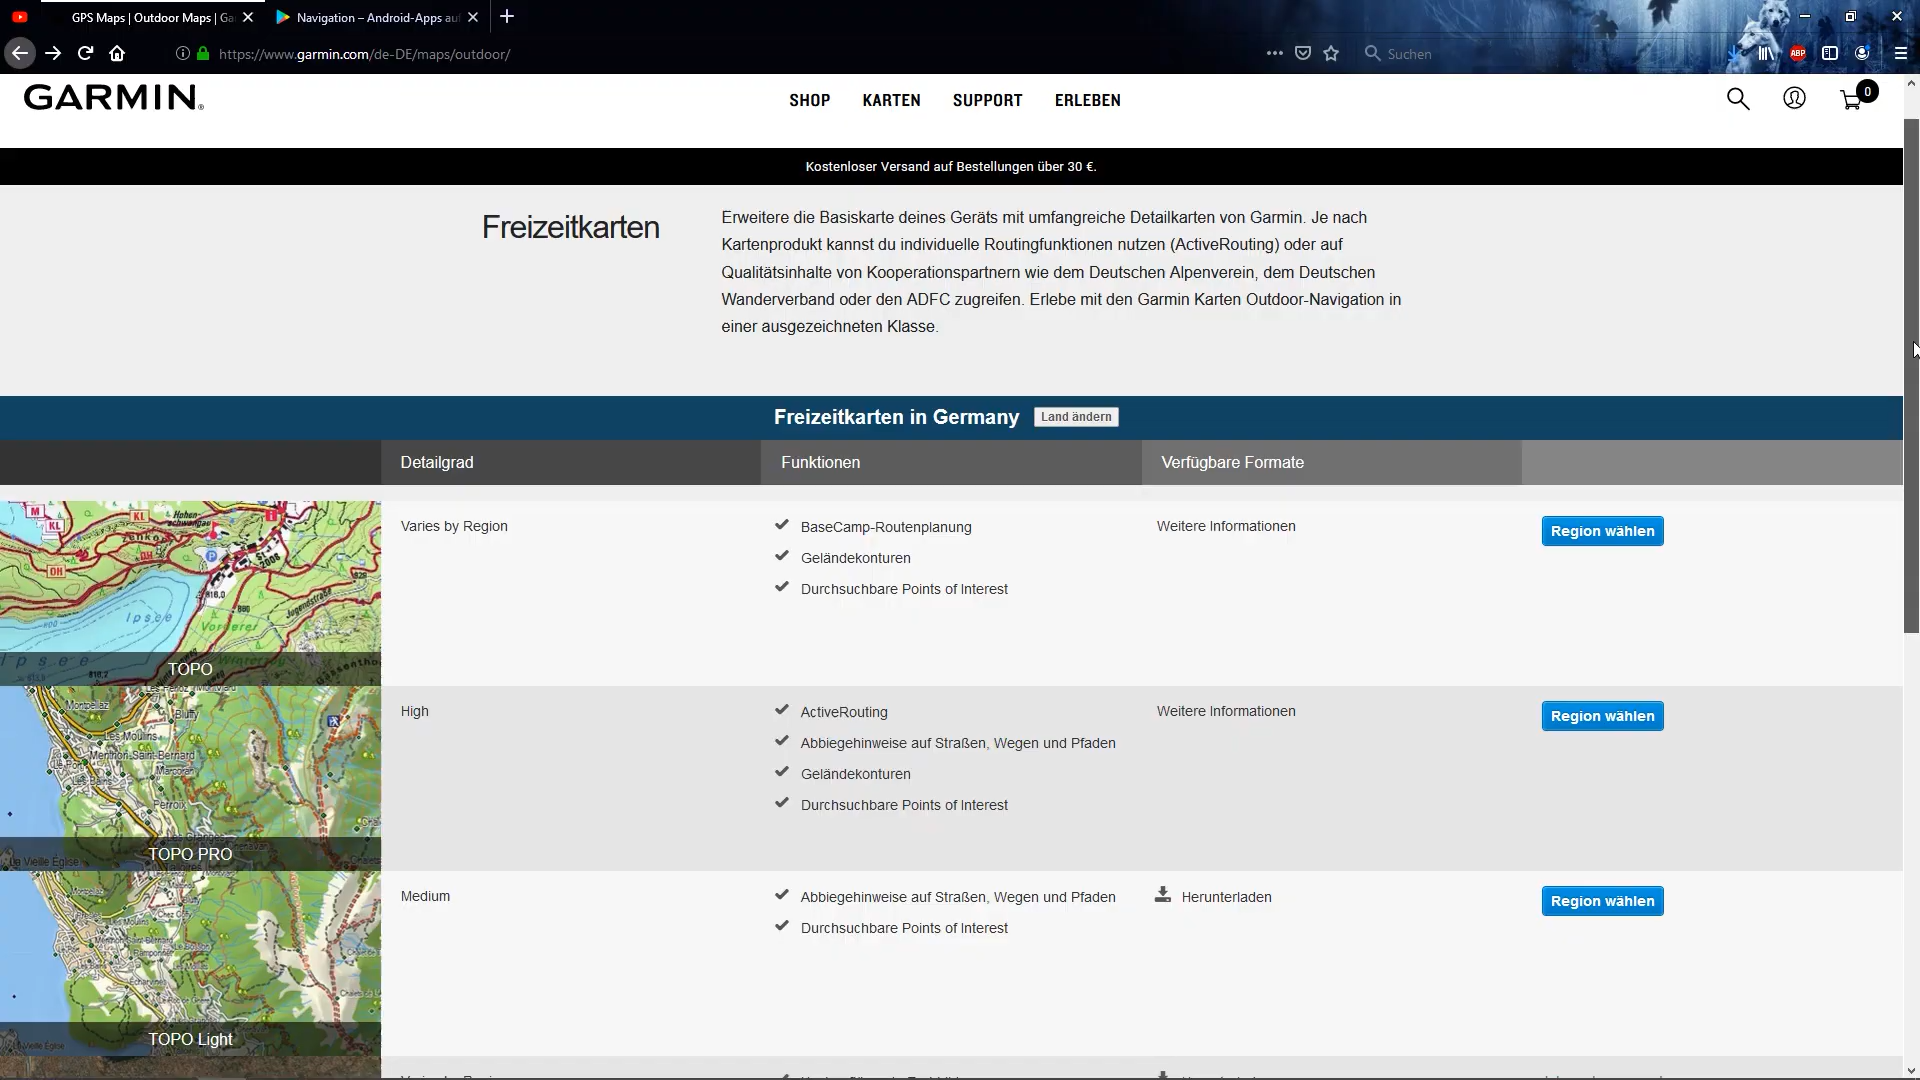 GPS Maps | Outdoor Maps | Ga
Navigation – Android-Apps auf
https://www.garmin.com/de-DE/maps/outdoor/
Suchen
ABP
GARMIN
SHOP KARTEN SUPPORT ERLEBEN
0
Kostenloser Versand auf Bestellungen über 30 €.
Freizeitkarten
Erweitere die Basiskarte deines Geräts mit umfangreiche Detailkarten von Garmin. Je nach
Kartenprodukt kannst du individuelle Routingfunktionen nutzen (ActiveRouting) oder auf
Qualitätsinhalte von Kooperationspartnern wie dem Deutschen Alpenverein, dem Deutschen
Wanderverband oder den ADFC zugreifen. Erlebe mit den Garmin Karten Outdoor-Navigation in
einer ausgezeichneten Klasse.
Freizeitkarten in Germany Land ändern
Detailgrad Funktionen Verfügbare Formate
TOPO
Varies by Region
BaseCamp-Routenplanung
Geländekonturen
Durchsuchbare Points of Interest
Weitere Informationen
Region wählen
TOPO PRO
High
ActiveRouting
Abbiegehinweise auf Straßen, Wegen und Pfaden
Geländekonturen
Durchsuchbare Points of Interest
Weitere Informationen
Region wählen
TOPO Light
Medium
Abbiegehinweise auf Straßen, Wegen und Pfaden
Durchsuchbare Points of Interest
Herunterladen
Region wählen